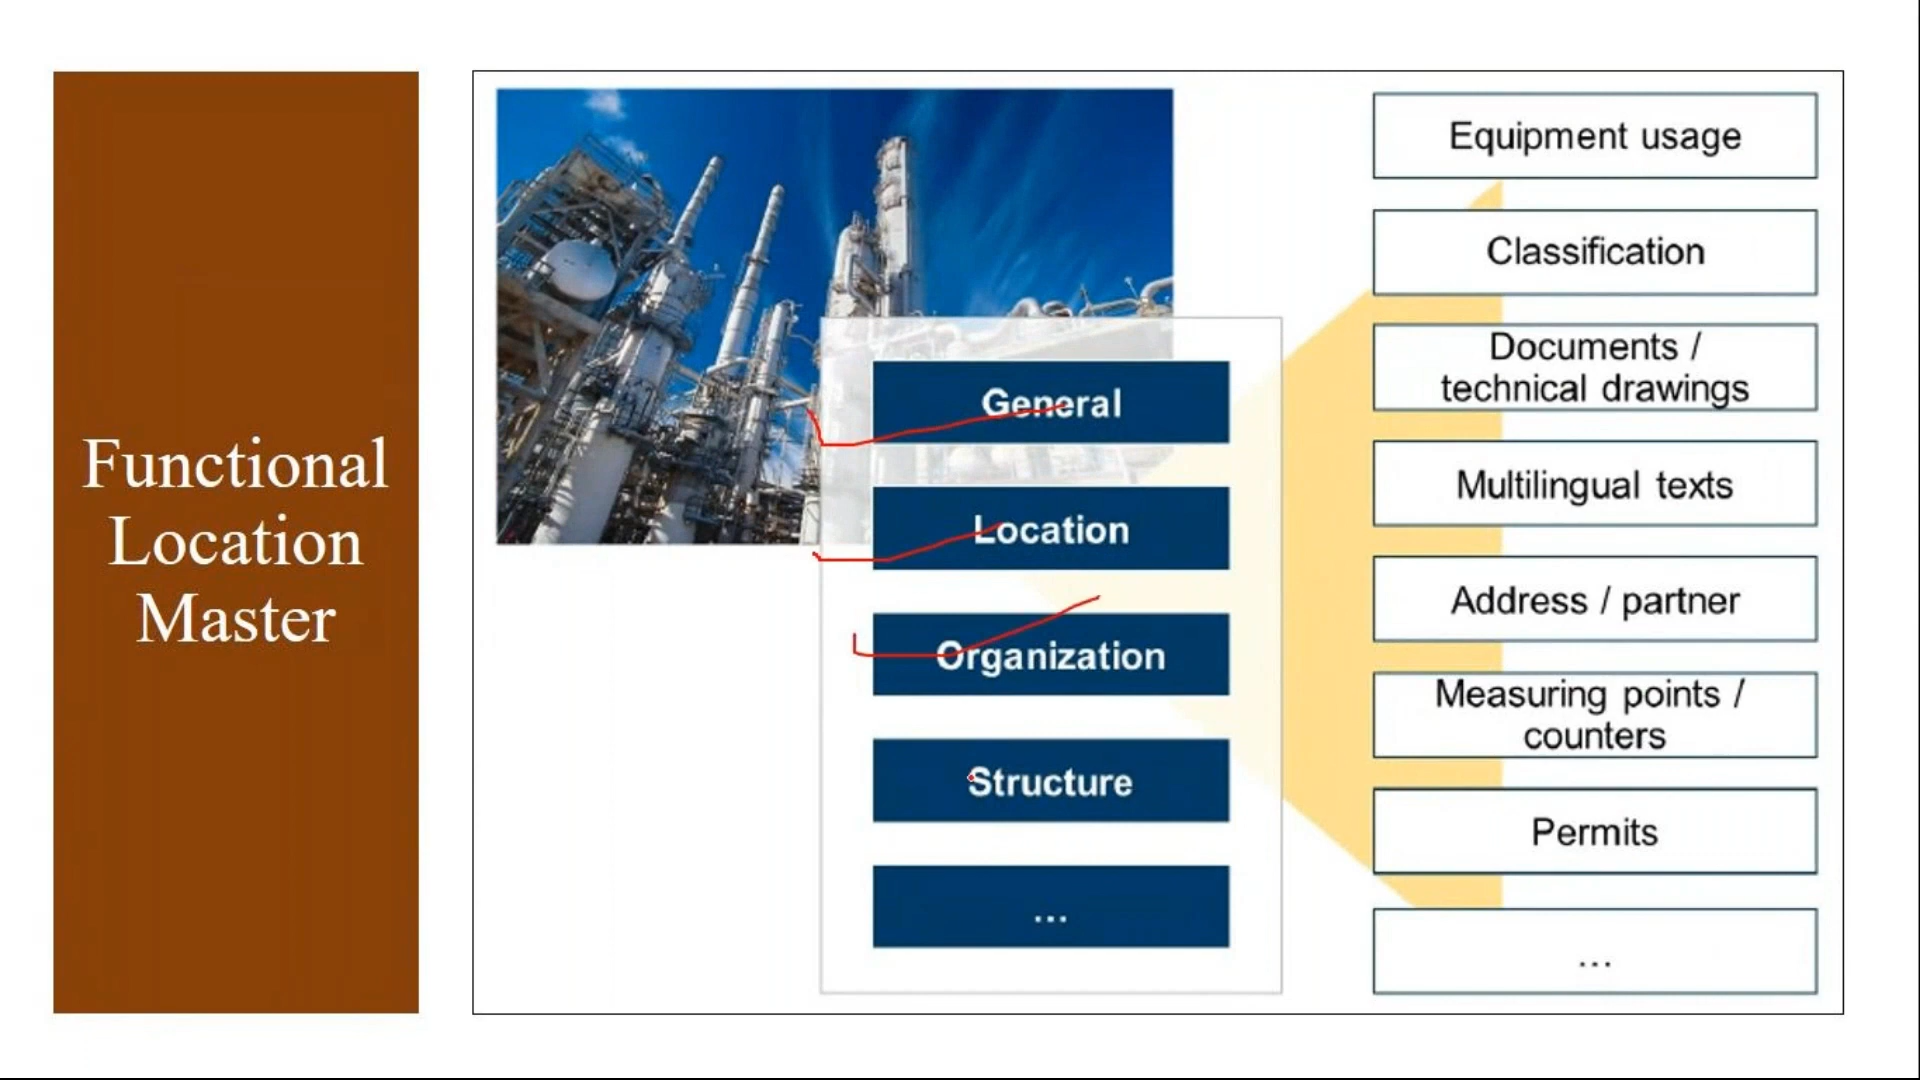 Functional
Location
Master
General
Location
Organization
Structure
...
Equipment usage
Classification
Documents /
technical drawings
Multilingual texts
Address / partner
Measuring points /
counters
Permits
...